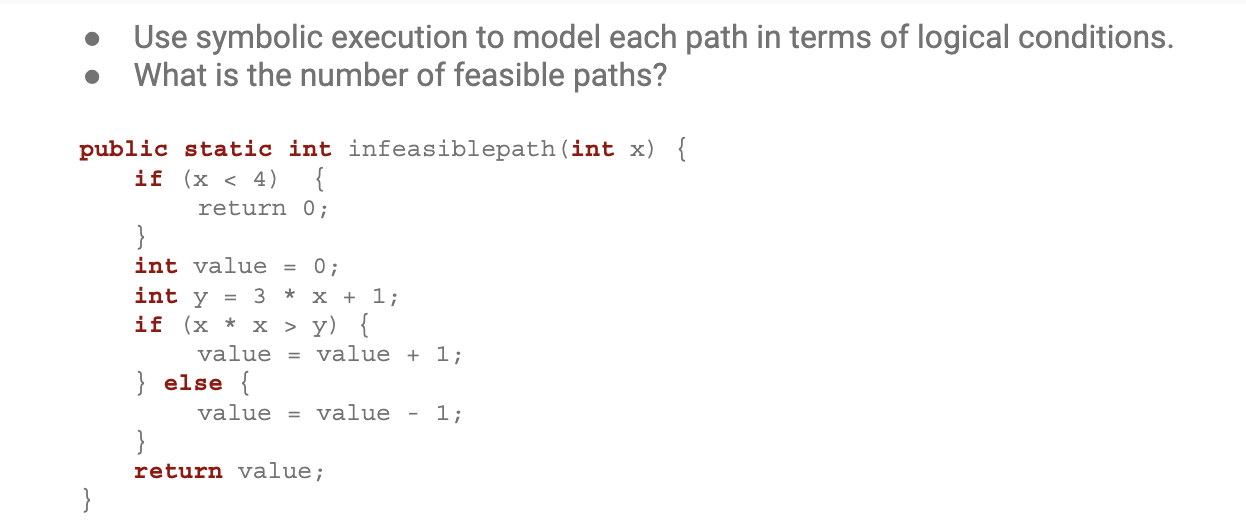 ● Use symbolic execution to model each path in terms of logical conditions.
● What is the number of feasible paths?
public static int infeasiblepath(int x) {
    if (x < 4)  {
        return 0;
    }
    int value = 0;
    int y = 3 * x + 1;
    if (x * x > y) {
        value = value + 1;
    } else {
        value = value - 1;
    }
    return value;
}